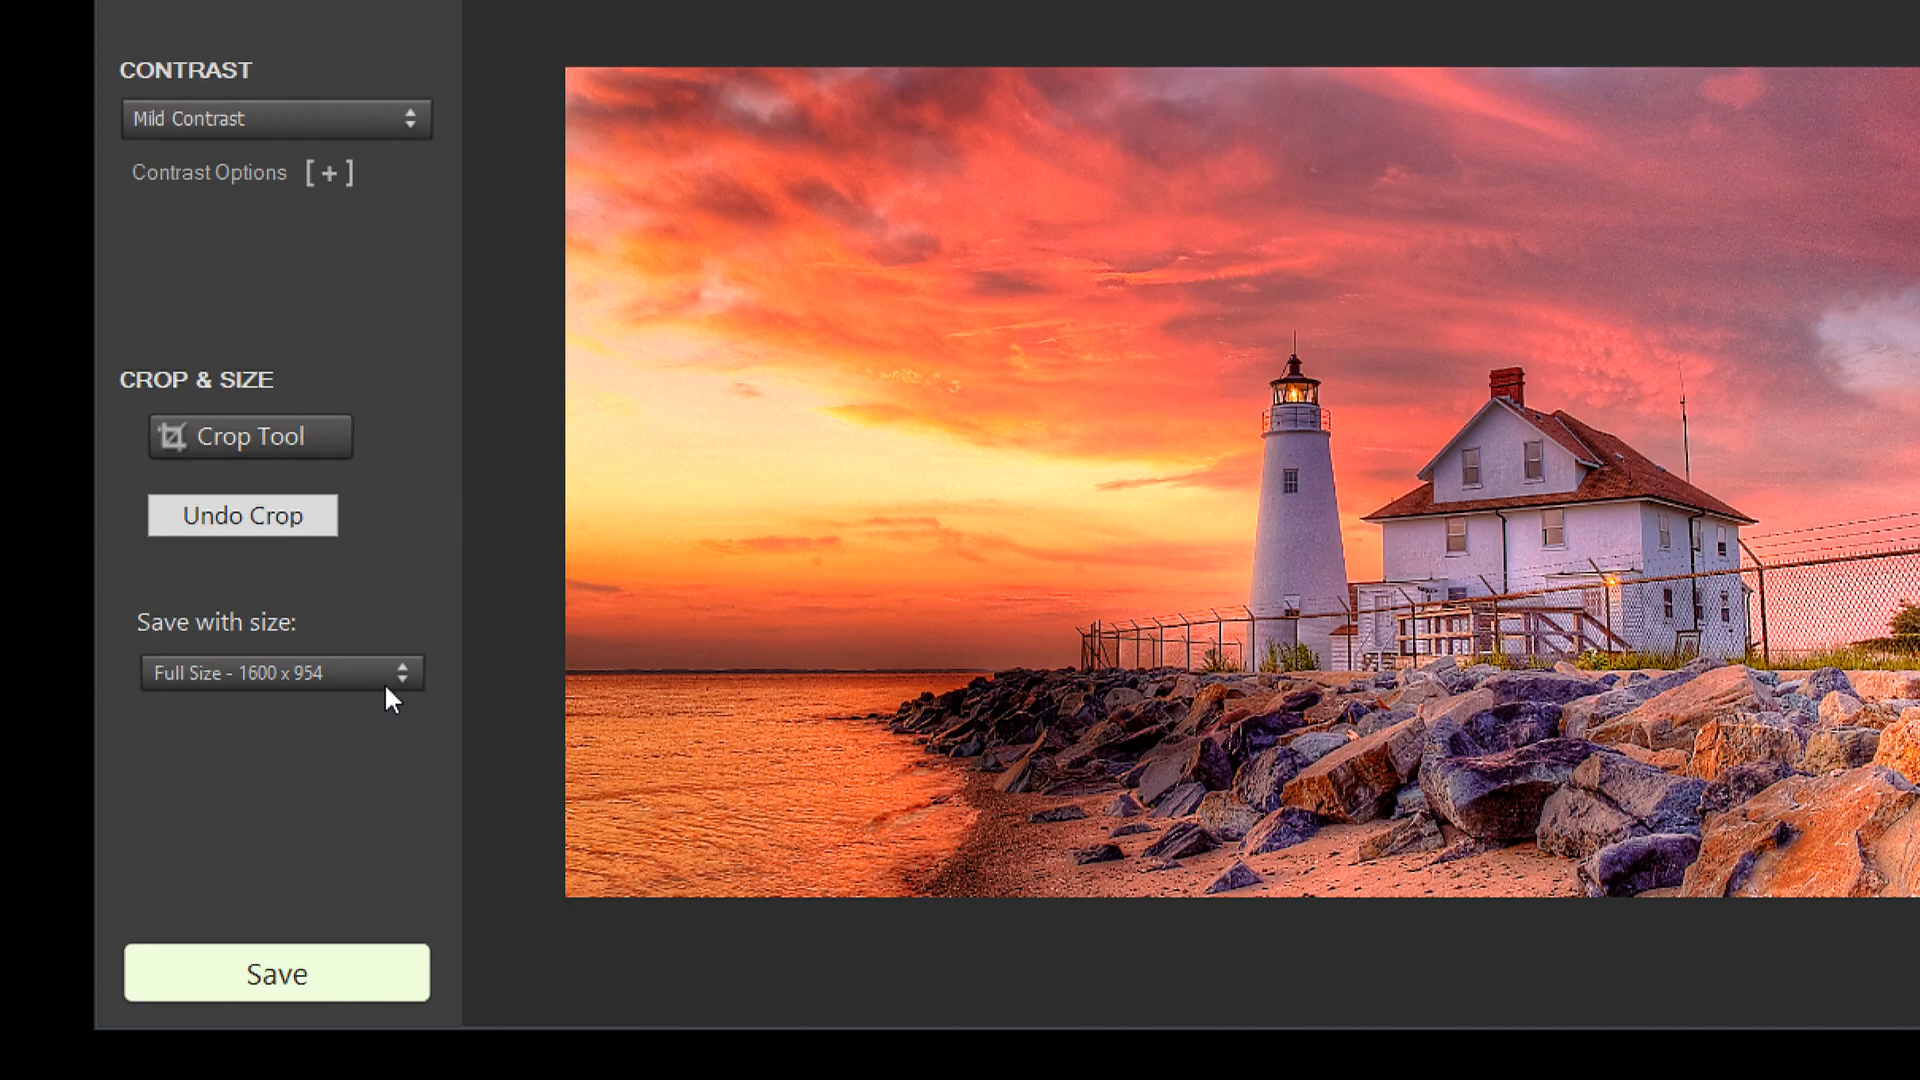 CONTRAST
Mild Contrast
Contrast Options [ + ]
CROP & SIZE
Crop Tool
Undo Crop
Save with size:
Full Size - 1600 x 954
Save